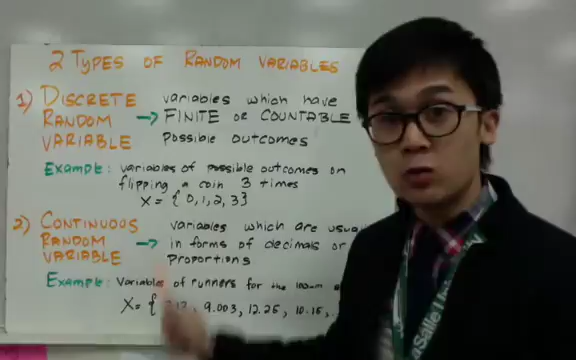 2 TYPES OF RANDOM VARIABLES
1) DISCRETE RANDOM VARIABLE → variables which have
FINITE OR COUNTABLE
possible outcomes
EXAMPLE: variables of possible outcomes on
flipping a coin 3 times
X = { 0, 1, 2, 3 }
2) CONTINUOUS RANDOM VARIABLE → variables which are
in forms of decimals or
proportions
EXAMPLE: Variables of runners for the
X = { 9.003, 12.25, 10.15,
aSalle